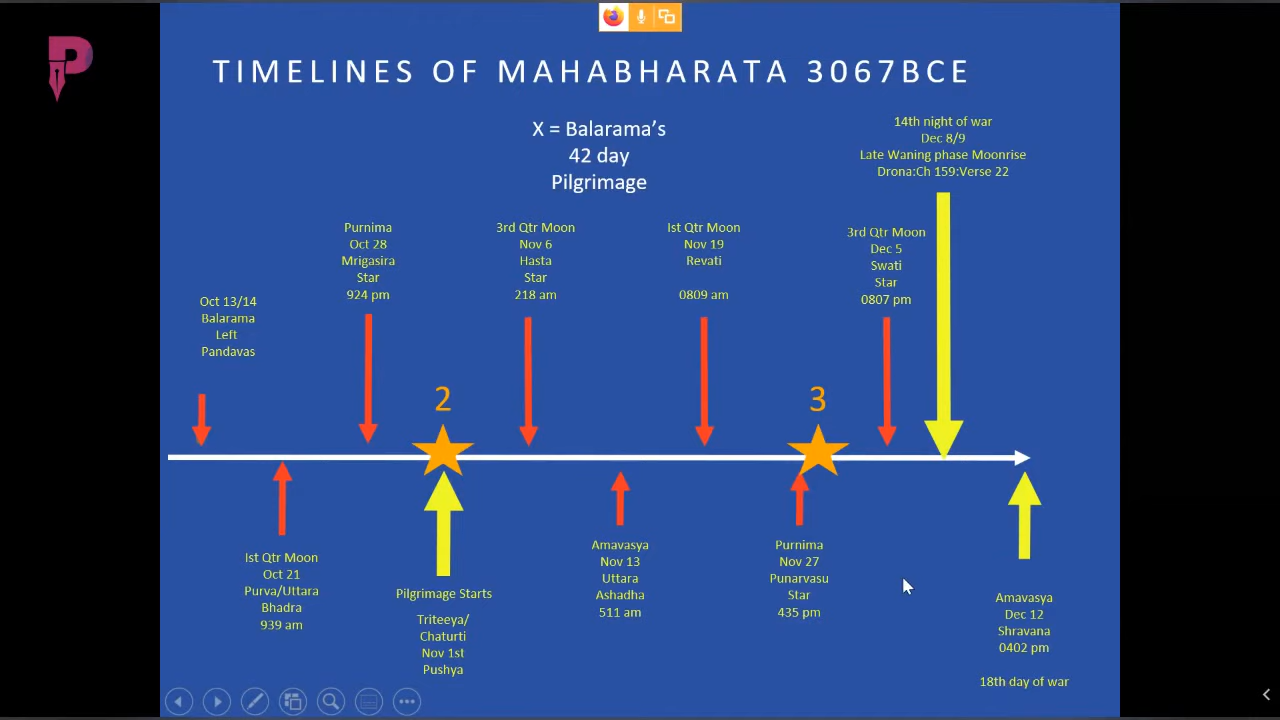 P
TIMELINES OF MAHABHARATA 3067BCE
X = Balarama's
42 day
Pilgrimage
14th night of war
Dec 8/9
Late Waning phase Moonrise
Drona:Ch 159:Verse 22
Oct 13/14
Balarama
Left
Pandavas
Purnima
Oct 28
Mrigasira
Star
924 pm
3rd Qtr Moon
Nov 6
Hasta
Star
218 am
Ist Qtr Moon
Nov 19
Revati
0809 am
3rd Qtr Moon
Dec 5
Swati
Star
0807 pm
2
3
Ist Qtr Moon
Oct 21
Purva/Uttara
Bhadra
939 am
Pilgrimage Starts
Triteeya/
Chaturti
Nov 1st
Pushya
Amavasya
Nov 13
Uttara
Ashadha
511 am
Purnima
Nov 27
Punarvasu
Star
435 pm
Amavasya
Dec 12
Shravana
0402 pm
18th day of war